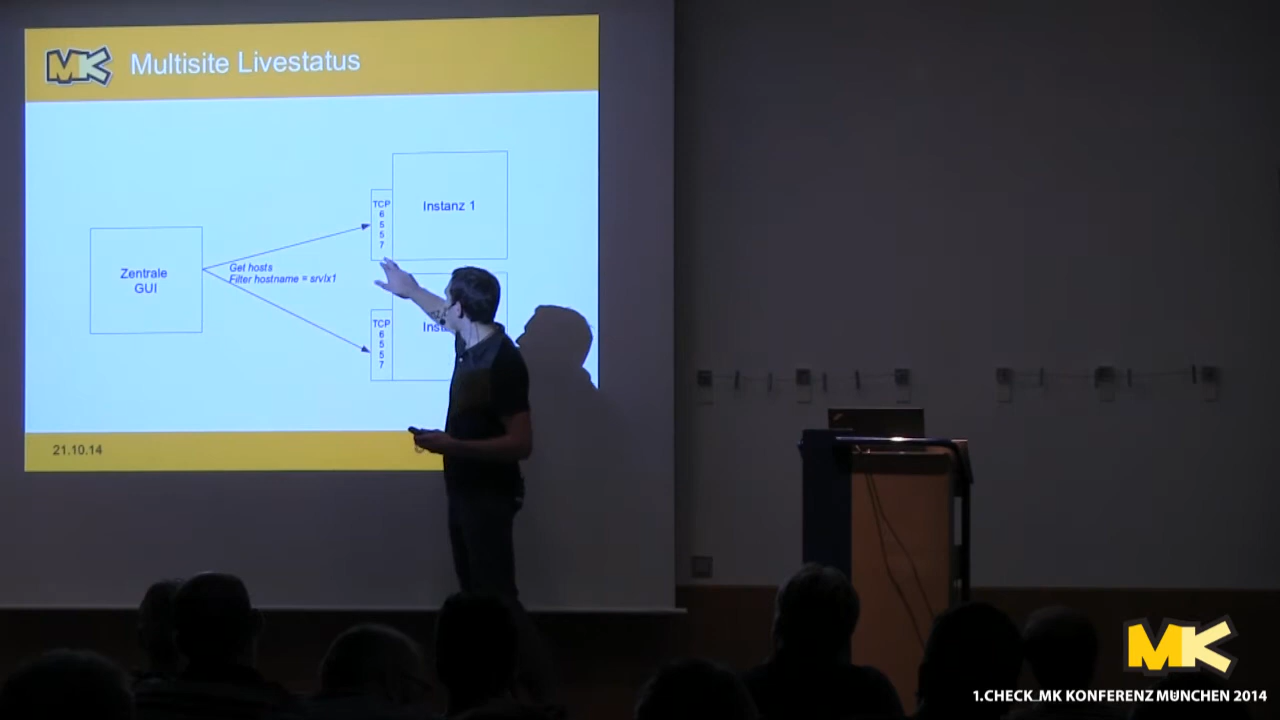 MK Multisite Livestatus
TCP
6
5
5
7
Instanz 1
Zentrale
GUI
Get hosts
Filter hostname = srvlx1
TCP
6
5
5
7
21.10.14
MK
1.CHECK_MK KONFERENZ MÜNCHEN 2014